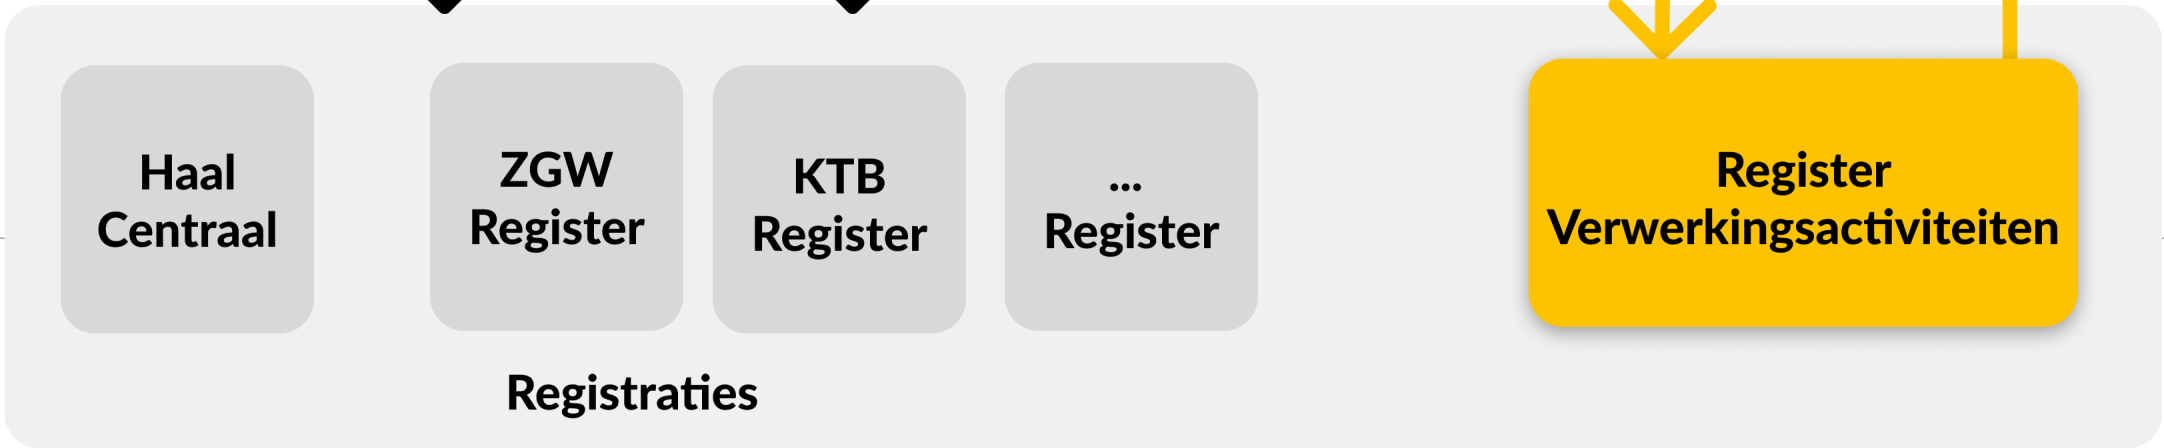 Haal
Centraal
ZGW
Register
KTB
Register
...
Register
Register
Verwerkingsactiviteiten
Registraties